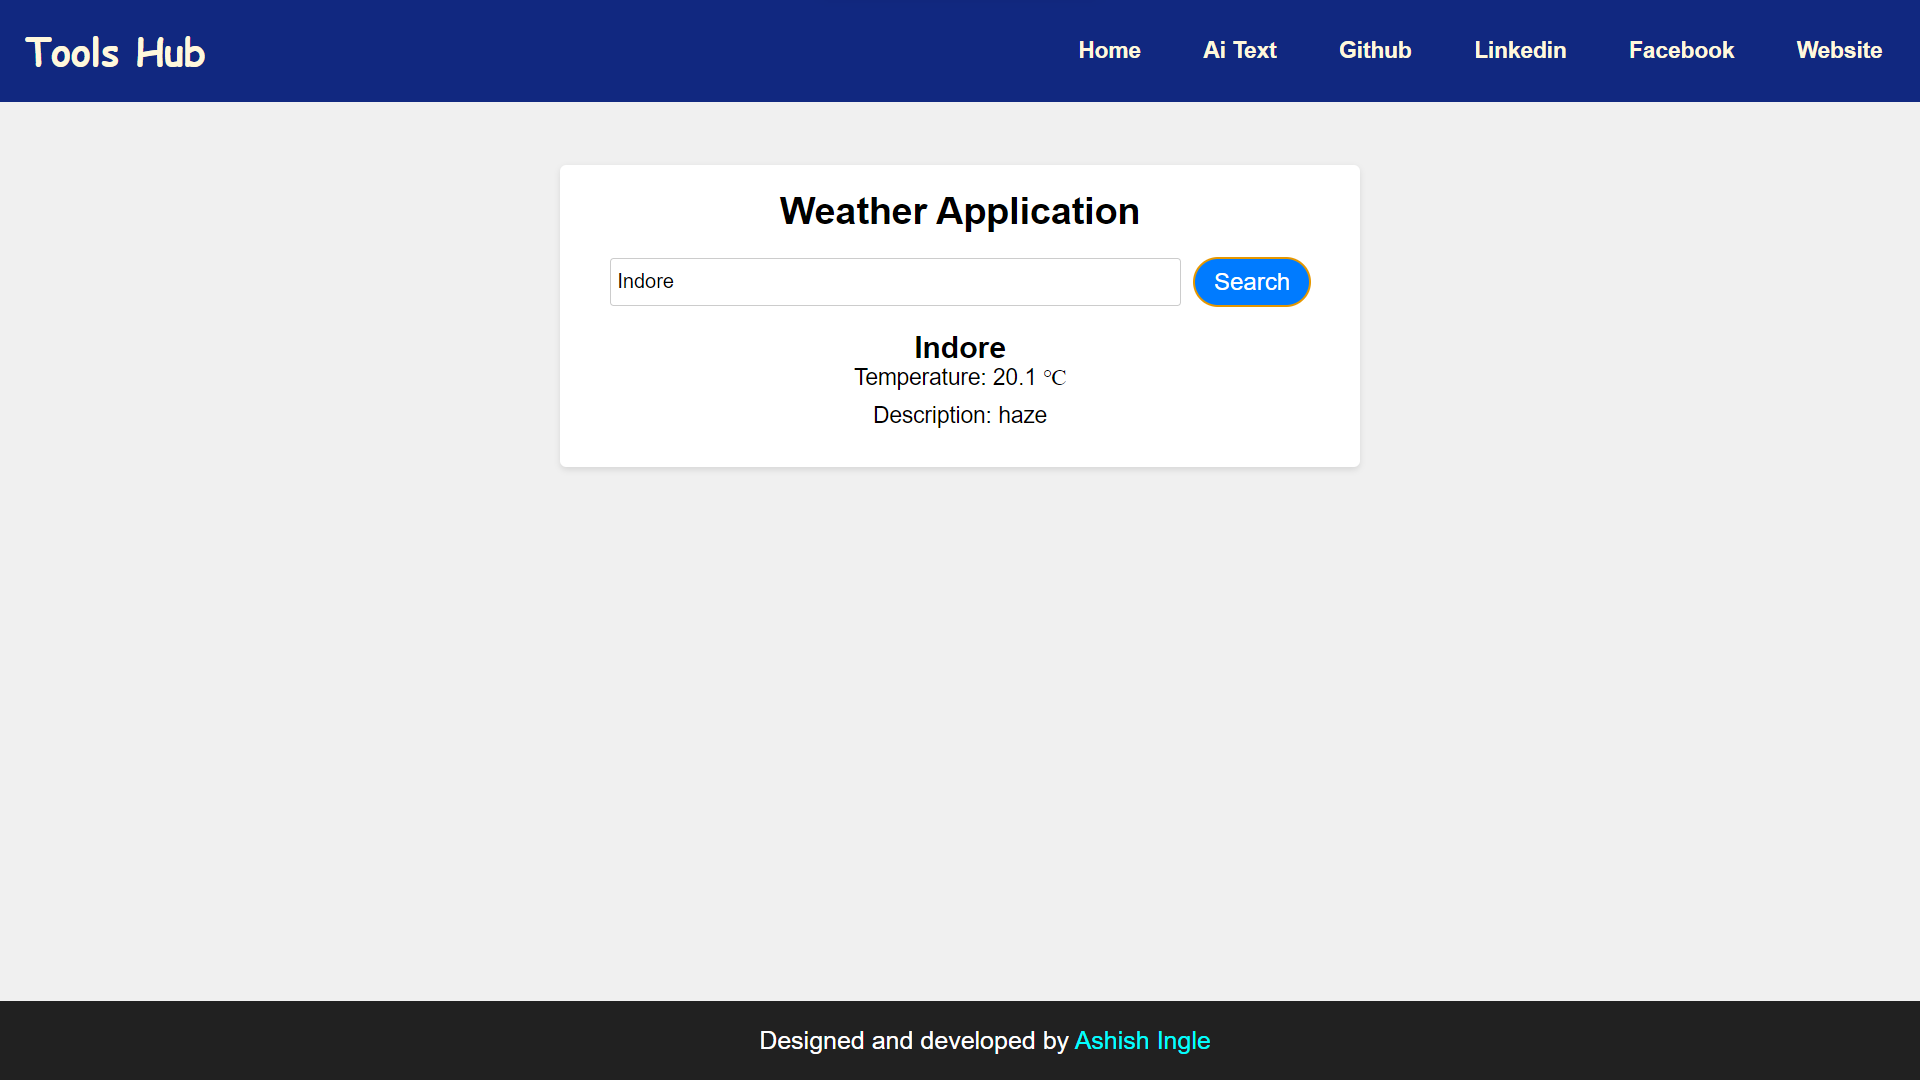 Tools Hub
Home Ai Text Github Linkedin Facebook Website
Weather Application
Indore
Search
Indore
Temperature: 20.1 ℃
Description: haze
Designed and developed by Ashish Ingle